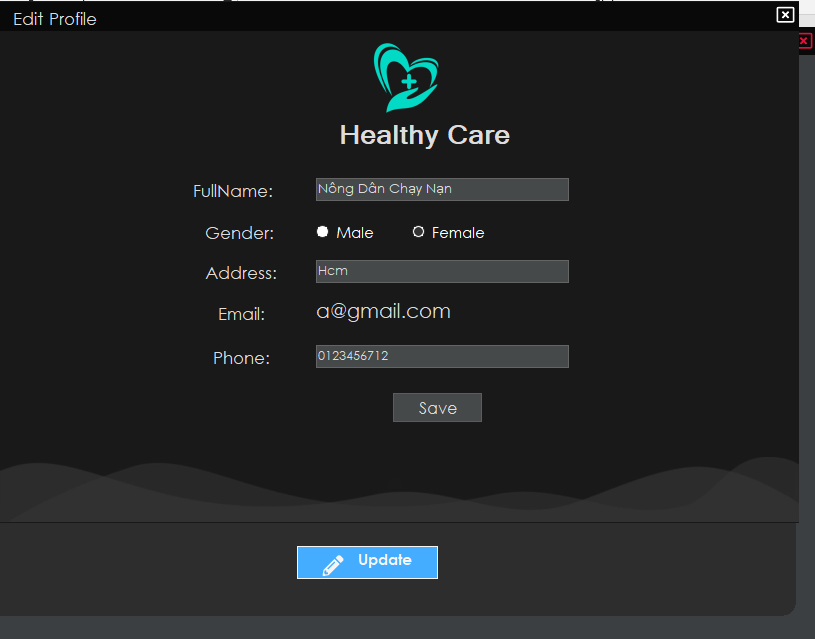 Edit Profile
Healthy Care
FullName: Nông Dân Chạy Nạn
Gender: Male Female
Address: Hcm
Email: a@gmail.com
Phone: 0123456712
Save
Update